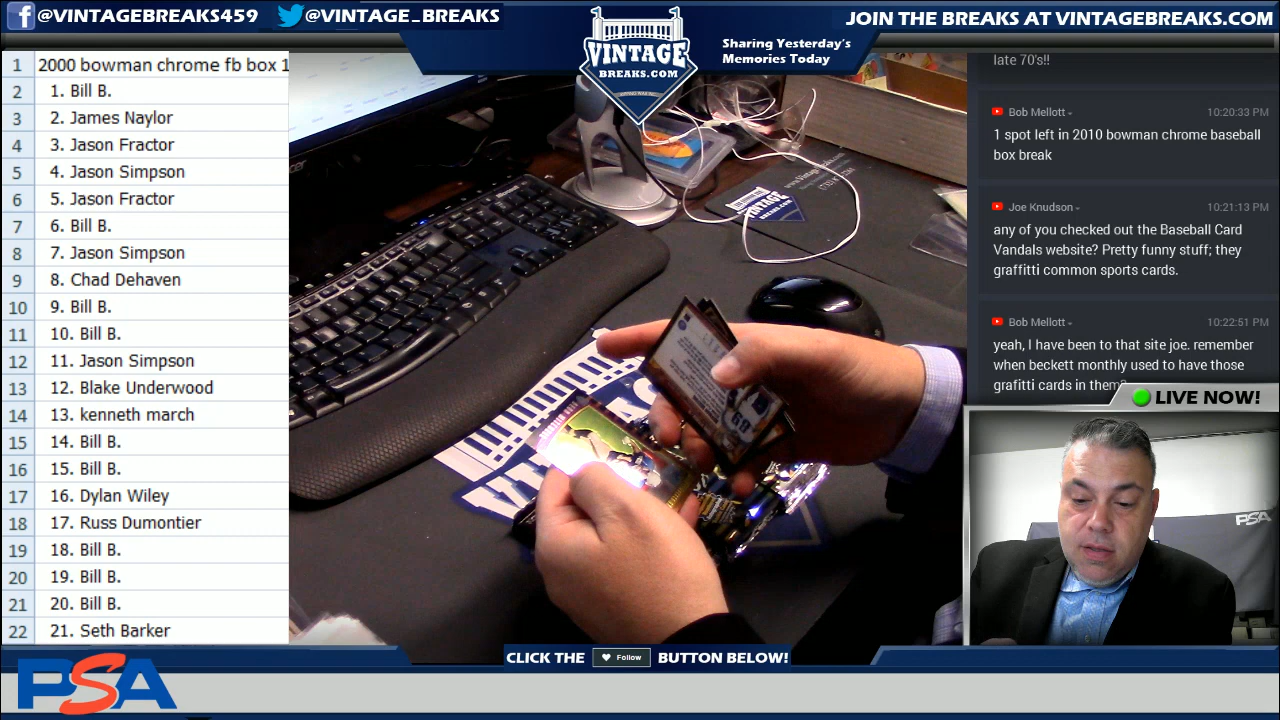 @VINTAGEBREAKS459
@VINTAGE_BREAKS
VINTAGE
BREAKS.COM
Sharing Yesterday's
Memories Today
JOIN THE BREAKS AT VINTAGEBREAKS.COM
1 2000 bowman chrome fb box 1
2 1. Bill B.
3 2. James Naylor
4 3. Jason Fractor
5 4. Jason Simpson
6 5. Jason Fractor
7 6. Bill B.
8 7. Jason Simpson
9 8. Chad Dehaven
10 9. Bill B.
11 10. Bill B.
12 11. Jason Simpson
13 12. Blake Underwood
14 13. kenneth march
15 14. Bill B.
16 15. Bill B.
17 16. Dylan Wiley
18 17. Russ Dumontier
19 18. Bill B.
20 19. Bill B.
21 20. Bill B.
22 21. Seth Barker
VINTAGE
late 70's!!
Bob Mellott 10:20:33 PM
1 spot left in 2010 bowman chrome baseball
box break
Joe Knudson 10:21:13 PM
any of you checked out the Baseball Card
Vandals website? Pretty funny stuff; they
graffitti common sports cards.
Bob Mellott 10:22:51 PM
yeah, I have been to that site joe. remember
when beckett monthly used to have those
grafitti cards in them?
LIVE NOW!
PSA
CLICK THE Follow BUTTON BELOW!
PSA